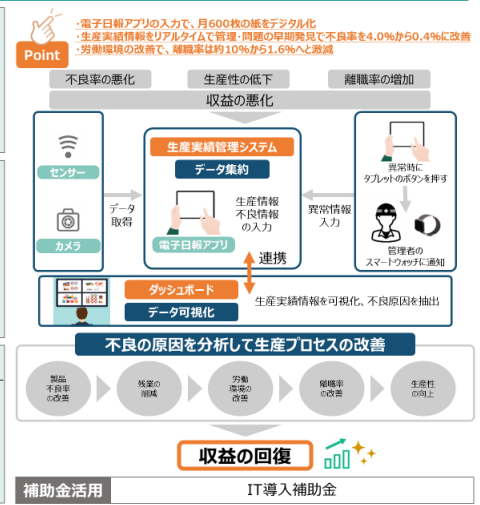 ・電子日報アプリの入力で、月600枚の紙をデジタル化
・生産実績情報をリアルタイムで管理・問題の早期発見で不良率を4.0%から0.4%に改善
・労働環境の改善で、離職率は約10%から1.6%へと激減
Point
不良率の悪化
生産性の低下
離職率の増加
収益の悪化
センサー
カメラ
データ
取得
生産実績管理システム
データ集約
生産情報
不良情報
の入力
電子日報アプリ
連携
異常情報
入力
異常時に
タブレットのボタンを押す
管理者の
スマートウォッチに通知
ダッシュボード
データ可視化
生産実績情報を可視化、不良原因を抽出
不良の原因を分析して生産プロセスの改善
製品
不良率
の改善
残業の
削減
労働
環境の
改善
離職率
の改善
生産性
の向上
収益の回復
補助金活用
IT導入補助金